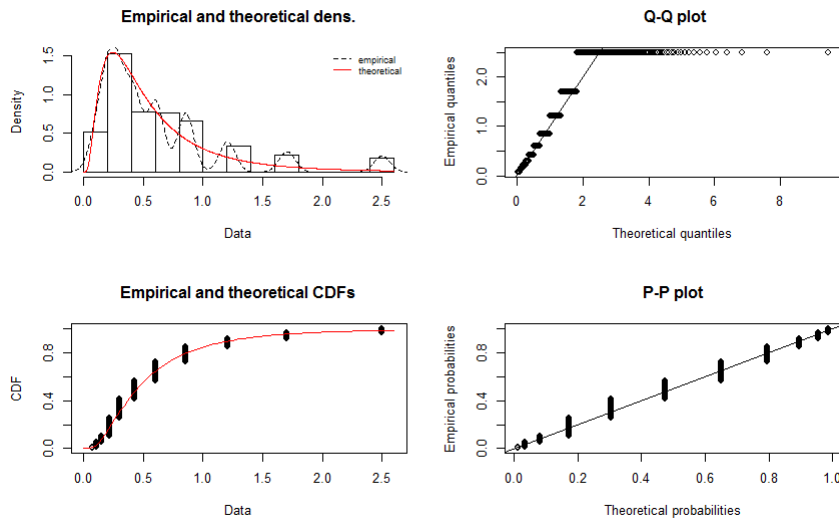 Empirical and theoretical dens.
empirical
theoretical
Density
0.0 0.5 1.0 1.5
0.0 0.5 1.0 1.5 2.0 2.5
Data
Q-Q plot
Empirical quantiles
0.0 1.0 2.0
0 2 4 6 8
Theoretical quantiles
Empirical and theoretical CDFs
CDF
0.0 0.4 0.8
0.0 0.5 1.0 1.5 2.0 2.5
Data
P-P plot
Empirical probabilities
0.0 0.4 0.8
0.0 0.2 0.4 0.6 0.8 1.0
Theoretical probabilities